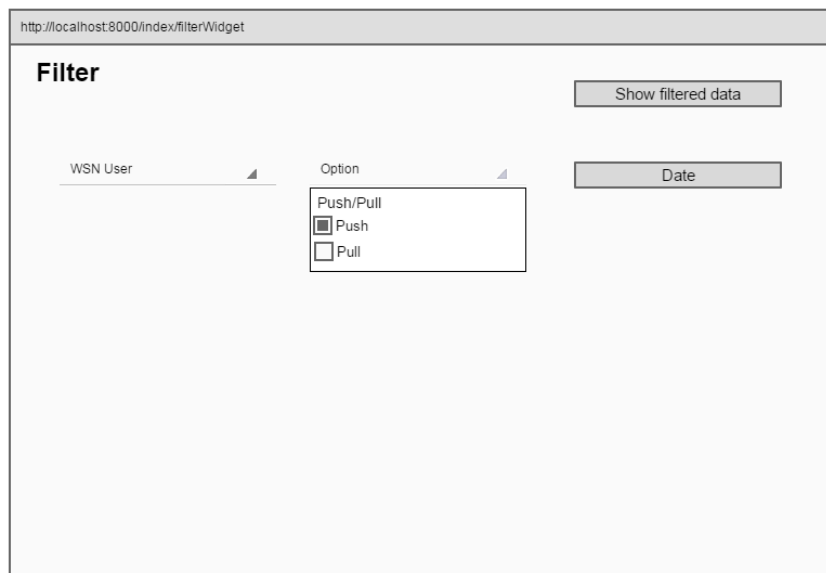 http://localhost:8000/index/filterWidget
Filter
Show filtered data
WSN User
Option
Date
Push/Pull
Push
Pull